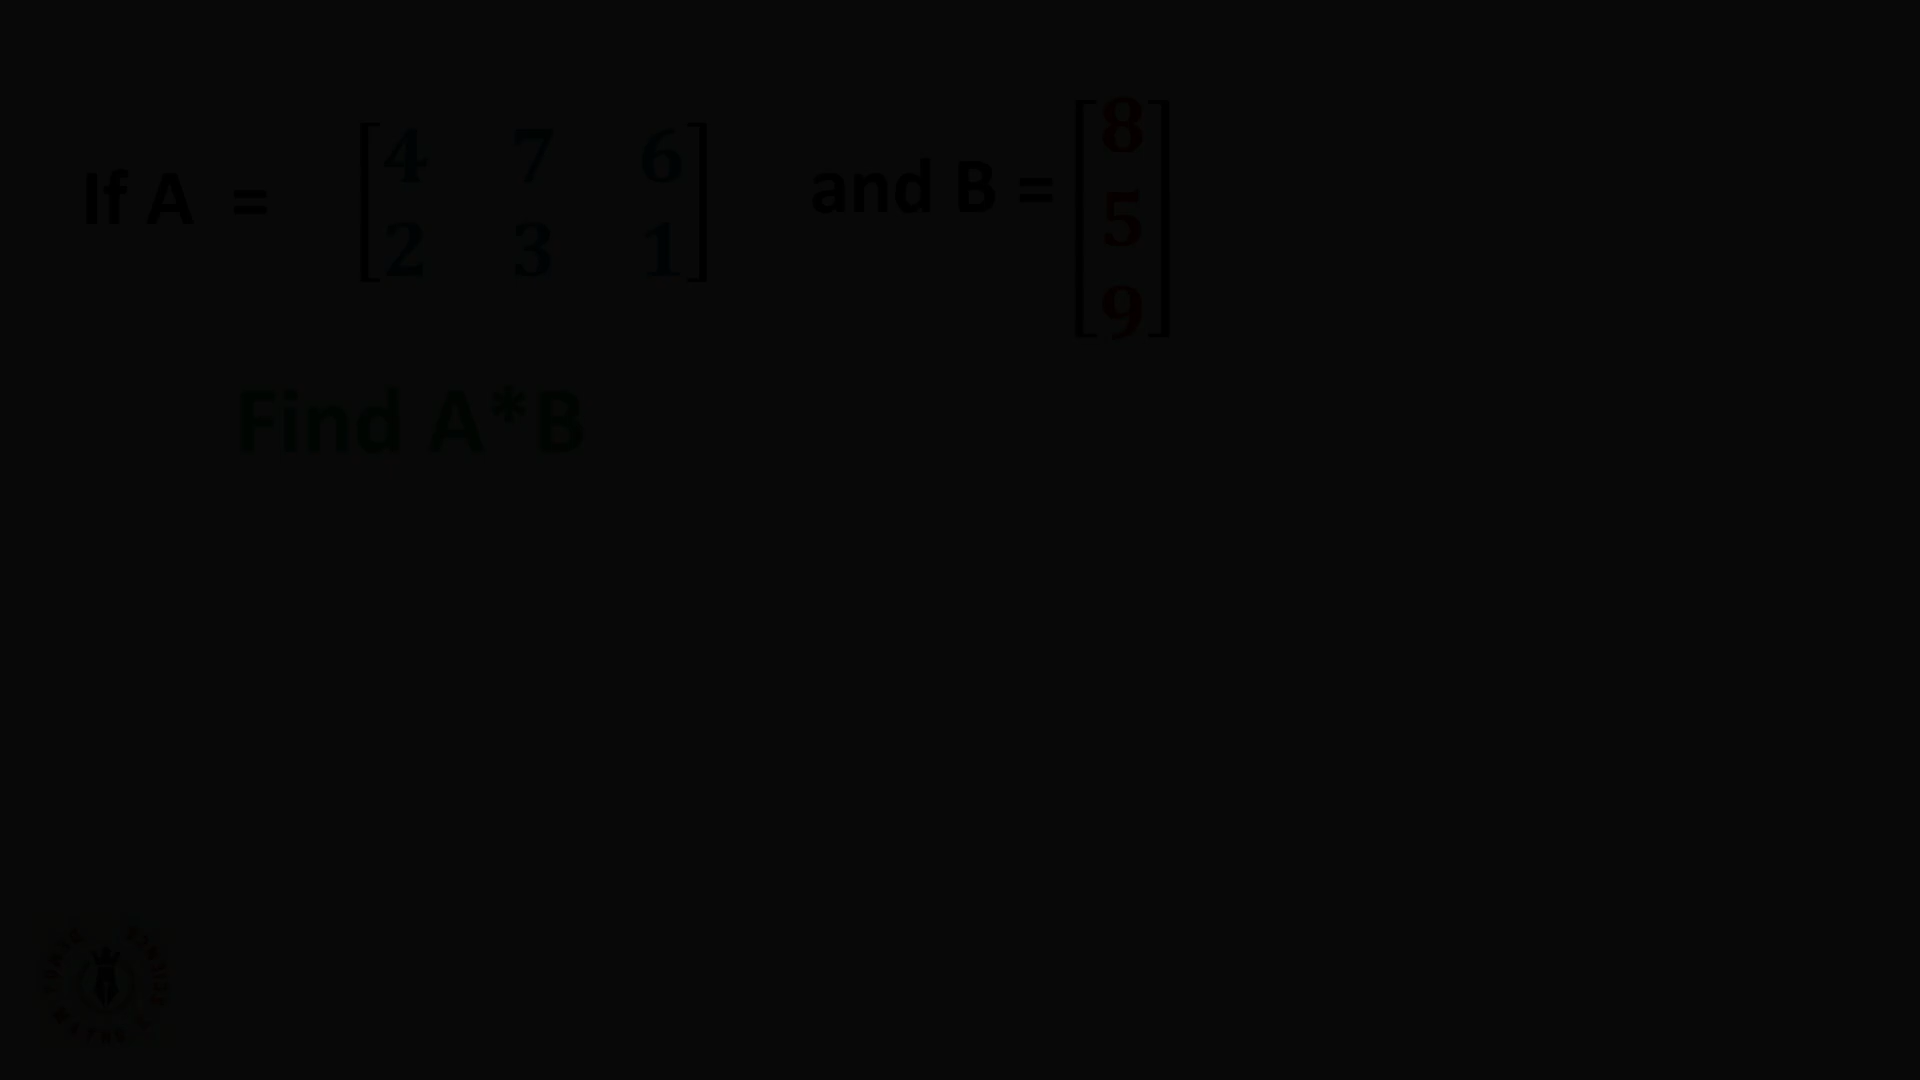 If A = [4 7 6
2 3 1] and B = [8
5
9]
Find A*B